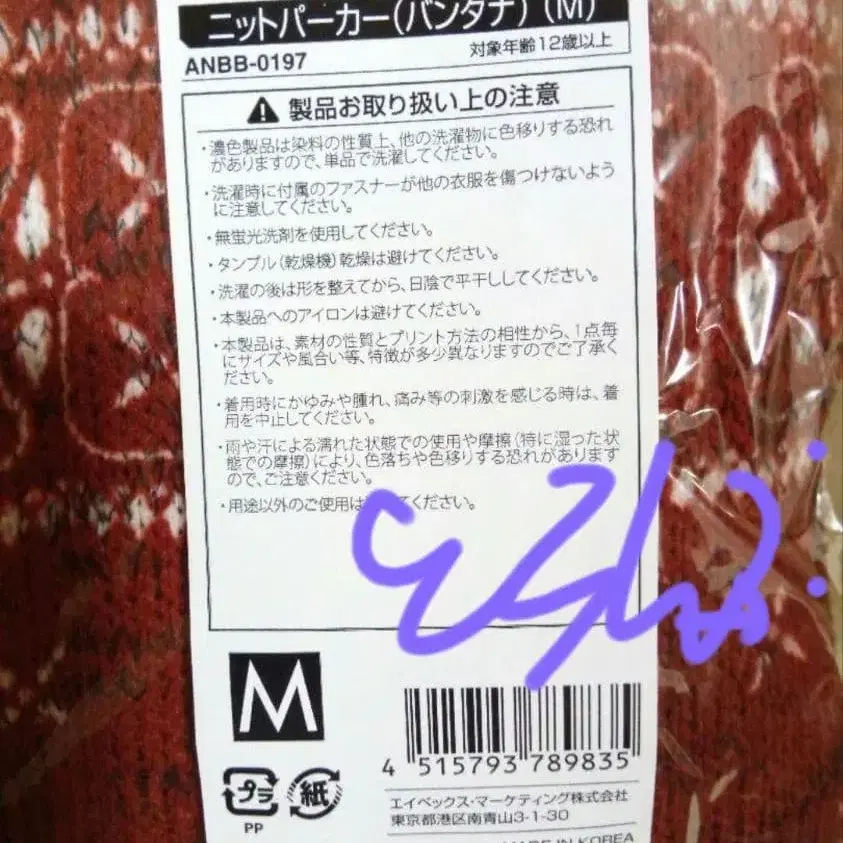 ニットパーカー(バンダナ) (M)
対象年齢12歳以上
ANBB-0197
製品お取り扱い上の注意
・濃色製品は染料の性質上、他の洗濯物に色移りする恐れ
がありますので、単品で洗濯してください。
・洗濯時に付属のファスナーが他の衣服を傷つけないよう
に注意してください。
・無蛍光洗剤を使用してください。
・タンブル(乾燥機)乾燥は避けてください。
・洗濯の後は形を整えてから、日陰で平干ししてください。
・本製品へのアイロンは避けてください。
・本製品は、素材の性質とプリント方法の相性から、1点毎
にサイズや風合い等、特徴が多少異なりますのでご了承く
ださい。
・着用時にかゆみや腫れ、痛み等の刺激を感じる時は、着
用を中止してください。
・雨や汗による濡れた状態での使用や摩擦(特に湿った状
態での摩擦)により、色落ちや色移りする恐れがあります
ので、ご注意ください。
・用途以外のご使用は てください。
M
4 515793 789835
プラ
紙
PP
エイベックス・マーケティング株式会社
東京都港区南青山3-1-30
MADE IN KOREA